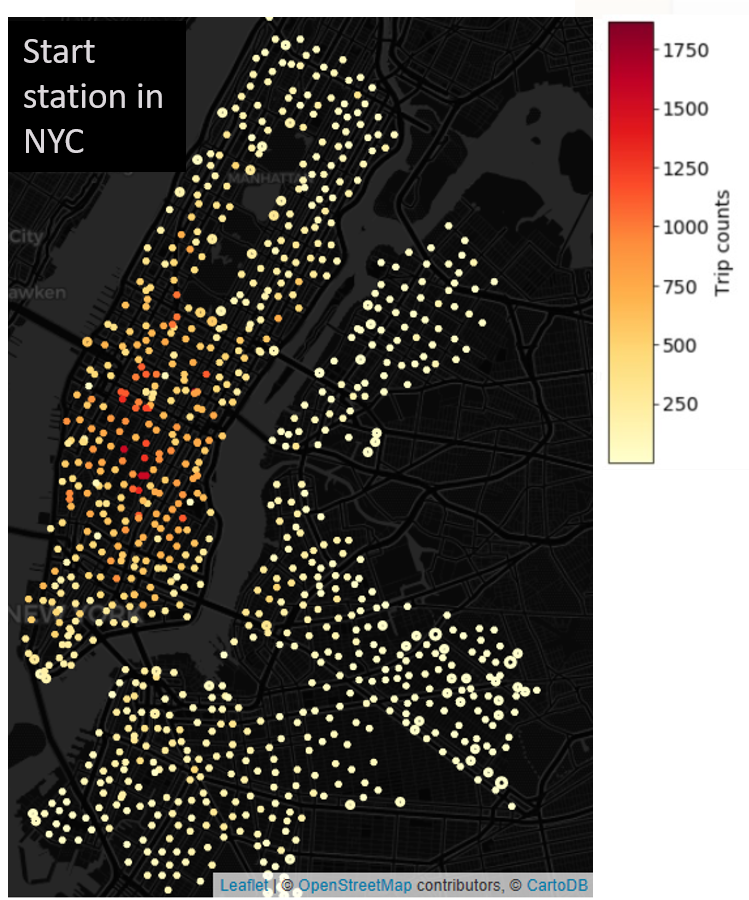 Start
station in
NYC
MANHATTAN
City
awken
NEW YORK
1750
1500
1250
1000
750
500
250
Trip counts
Leaflet | © OpenStreetMap contributors, © CartoDB